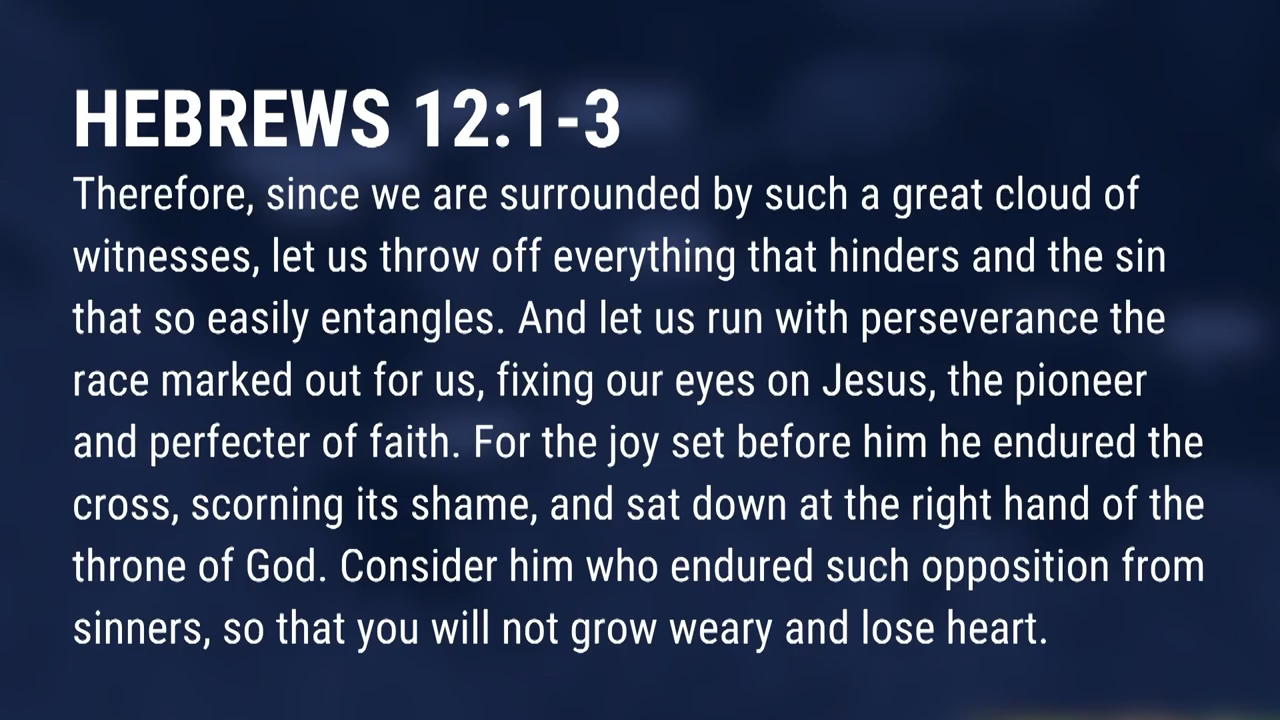 HEBREWS 12:1-3
Therefore, since we are surrounded by such a great cloud of
witnesses, let us throw off everything that hinders and the sin
that so easily entangles. And let us run with perseverance the
race marked out for us, fixing our eyes on Jesus, the pioneer
and perfecter of faith. For the joy set before him he endured the
cross, scorning its shame, and sat down at the right hand of the
throne of God. Consider him who endured such opposition from
sinners, so that you will not grow weary and lose heart.